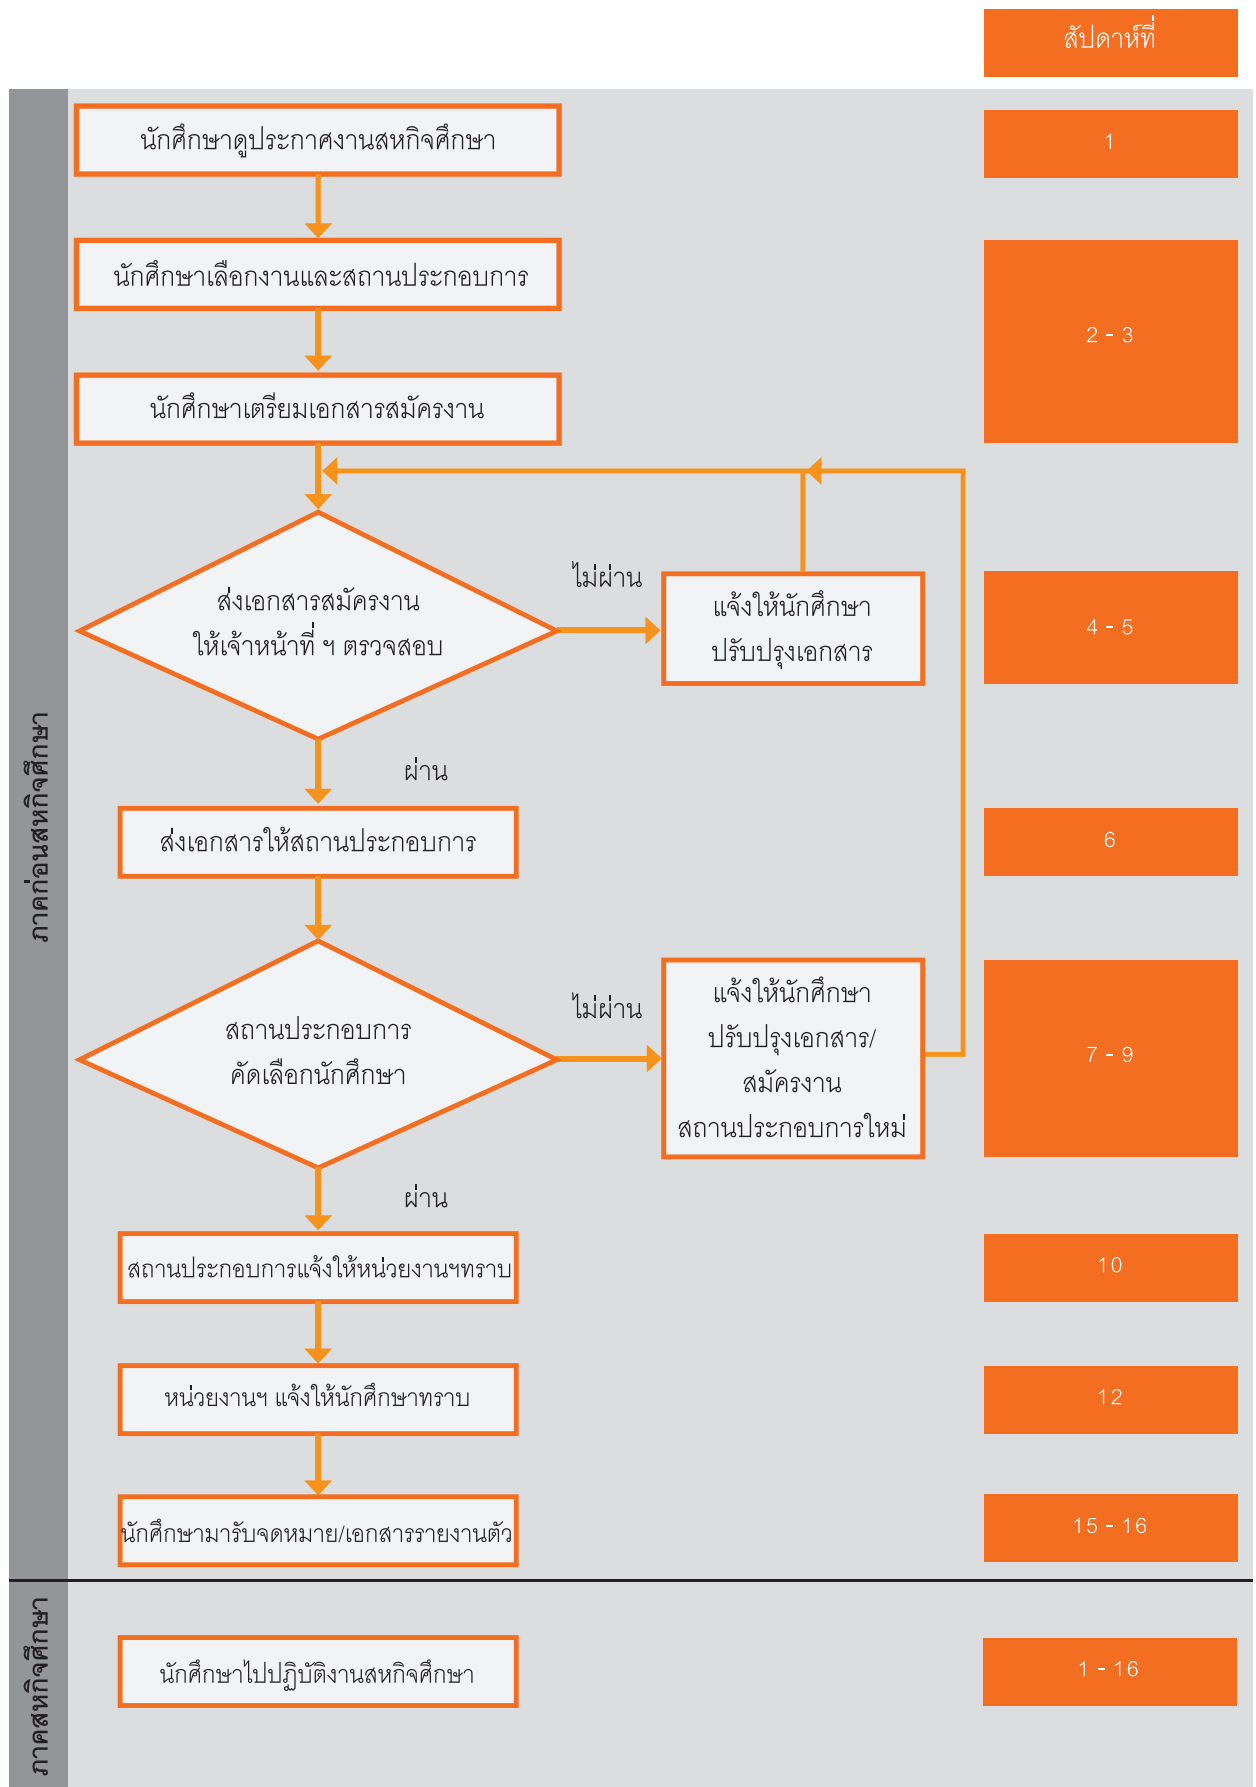 สัปดาห์ที่
ภาคก่อนสหกิจศึกษา
นักศึกษาดูประกาศงานสหกิจศึกษา
1
นักศึกษาเลือกงานและสถานประกอบการ
2 - 3
นักศึกษาเตรียมเอกสารสมัครงาน
ส่งเอกสารสมัครงาน
ให้เจ้าหน้าที่ ฯ ตรวจสอบ
ไม่ผ่าน
แจ้งให้นักศึกษา
ปรับปรุงเอกสาร
4 - 5
ผ่าน
ส่งเอกสารให้สถานประกอบการ
6
สถานประกอบการ
คัดเลือกนักศึกษา
ไม่ผ่าน
แจ้งให้นักศึกษา
ปรับปรุงเอกสาร/
สมัครงาน
สถานประกอบการใหม่
7 - 9
ผ่าน
สถานประกอบการแจ้งให้หน่วยงานฯทราบ
10
หน่วยงานฯ แจ้งให้นักศึกษาทราบ
12
นักศึกษามารับจดหมาย/เอกสารรายงานตัว
15 - 16
ภาคสหกิจศึกษา
นักศึกษาไปปฏิบัติงานสหกิจศึกษา
1 - 16